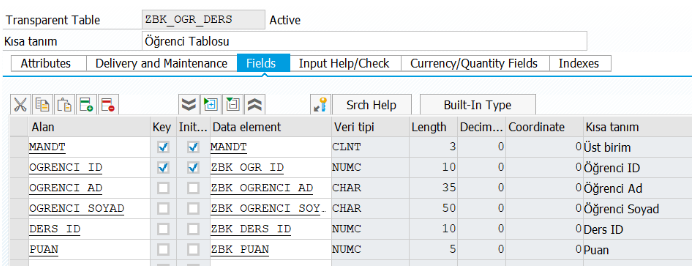 Transparent Table ZBK_OGR_DERS Active
Kısa tanım Öğrenci Tablosu
Attributes Delivery and Maintenance Fields Input Help/Check Currency/Quantity Fields Indexes
Srch Help Built-In Type
Alan Key Init... Data element Veri tipi Length Decim... Coordinate Kısa tanım
MANDT MANDT CLNT 3 0 0 Üst birim
OGRENCI_ID ZBK_OGR_ID NUMC 10 0 0 Öğrenci ID
OGRENCI_AD ZBK_OGRENCI_AD CHAR 35 0 0 Öğrenci Ad
OGRENCI_SOYAD ZBK_OGRENCI_SOY.. CHAR 50 0 0 Öğrenci Soyad
DERS_ID ZBK_DERS_ID NUMC 10 0 0 Ders ID
PUAN ZBK_PUAN NUMC 5 0 0 Puan